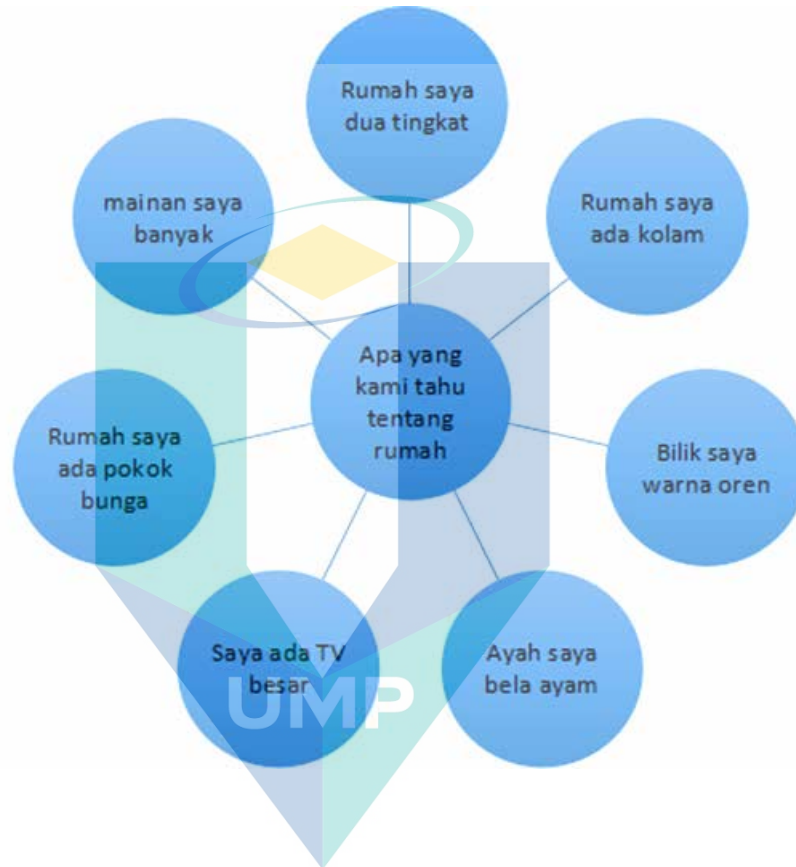 Rumah saya
dua tingkat
mainan saya
banyak
Rumah saya
ada kolam
Apa yang
kami tahu
tentang
rumah
Rumah saya
ada pokok
bunga
Bilik saya
warna oren
Saya ada TV
besar
Ayah saya
bela ayam
UMP